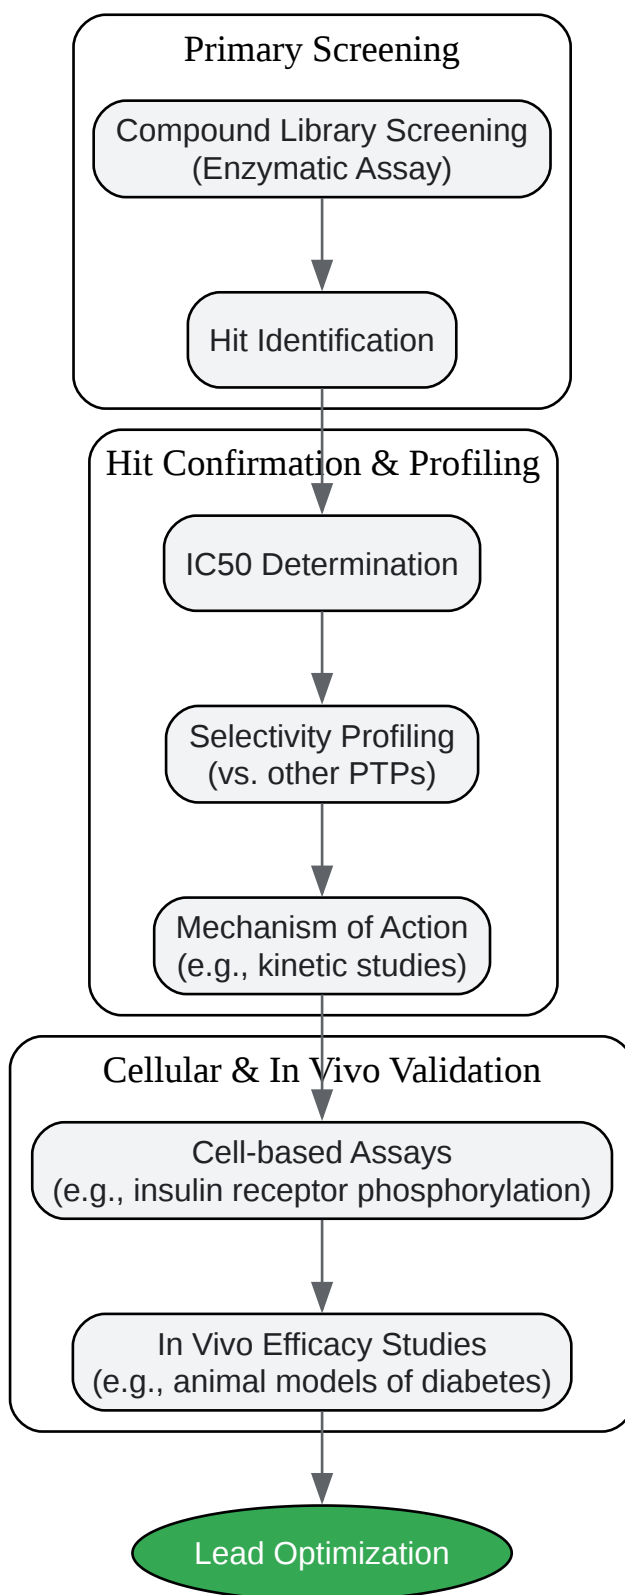 Primary Screening
Compound Library Screening
(Enzymatic Assay)
Hit Identification
Hit Confirmation & Profiling
IC50 Determination
Selectivity Profiling
(vs. other PTPs)
Mechanism of Action
(e.g., kinetic studies)
Cellular & In Vivo Validation
Cell-based Assays
(e.g., insulin receptor phosphorylation)
In Vivo Efficacy Studies
(e.g., animal models of diabetes)
Lead Optimization